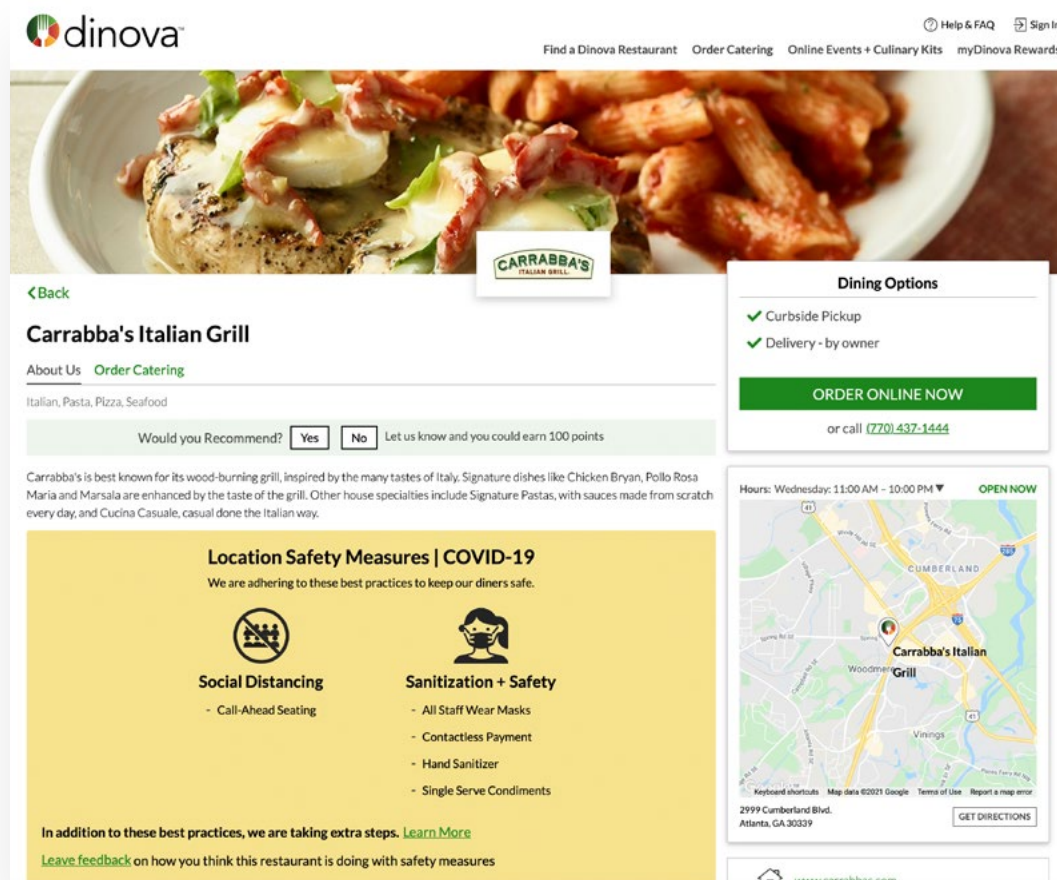 dinova
Help & FAQ Sign In
Find a Dinova Restaurant Order Catering Online Events + Culinary Kits myDinova Rewards
CARRABBA'S
ITALIAN GRILL.
Back
Carrabba's Italian Grill
About Us Order Catering
Italian, Pasta, Pizza, Seafood
Would you Recommend? Yes No Let us know and you could earn 100 points
Carrabba's is best known for its wood-burning grill, inspired by the many tastes of Italy. Signature dishes like Chicken Bryan, Pollo Rosa
Maria and Marsala are enhanced by the taste of the grill. Other house specialties include Signature Pastas, with sauces made from scratch
every day, and Cucina Casuale, casual done the Italian way.
Location Safety Measures | COVID-19
We are adhering to these best practices to keep our diners safe.
Social Distancing
- Call-Ahead Seating
Sanitization + Safety
- All Staff Wear Masks
- Contactless Payment
- Hand Sanitizer
- Single Serve Condiments
In addition to these best practices, we are taking extra steps. Learn More
Leave feedback on how you think this restaurant is doing with safety measures
Dining Options
Curbside Pickup
Delivery - by owner
ORDER ONLINE NOW
or call (770) 437-1444
Hours: Wednesday: 11:00 AM - 10:00 PM ▼ OPEN NOW
41
285
CUMBERLAND
75
Spring Rd SE
Spring
Carrabba's Italian
Grill
Woodmere
41
Vinings
Keyboard shortcuts Map data ©2021 Google Terms of Use Report a map error
2999 Cumberland Blvd.
Atlanta, GA 30339
GET DIRECTIONS